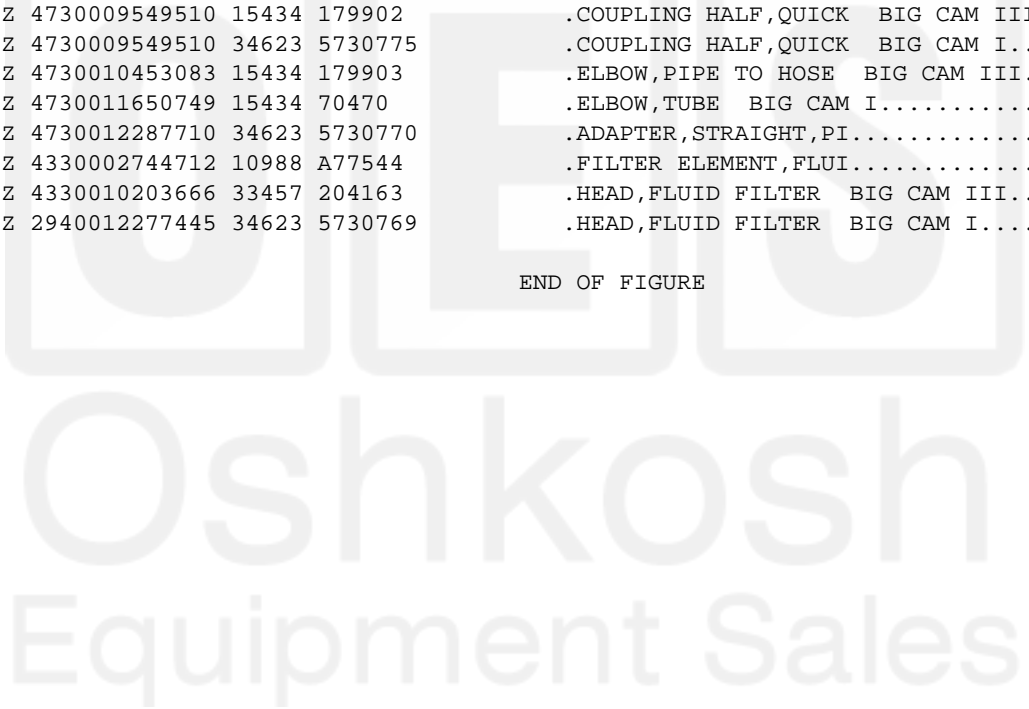 Z 4730009549510 15434 179902 .COUPLING HALF,QUICK BIG CAM III
Z 4730009549510 34623 5730775 .COUPLING HALF,QUICK BIG CAM I..
Z 4730010453083 15434 179903 .ELBOW,PIPE TO HOSE BIG CAM III.
Z 4730011650749 15434 70470 .ELBOW,TUBE BIG CAM I...........
Z 4730012287710 34623 5730770 .ADAPTER,STRAIGHT,PI.............
Z 4330002744712 10988 A77544 .FILTER ELEMENT,FLUI.............
Z 4330010203666 33457 204163 .HEAD,FLUID FILTER BIG CAM III..
Z 2940012277445 34623 5730769 .HEAD,FLUID FILTER BIG CAM I....
END OF FIGURE
OES
Oshkosh
Equipment Sales